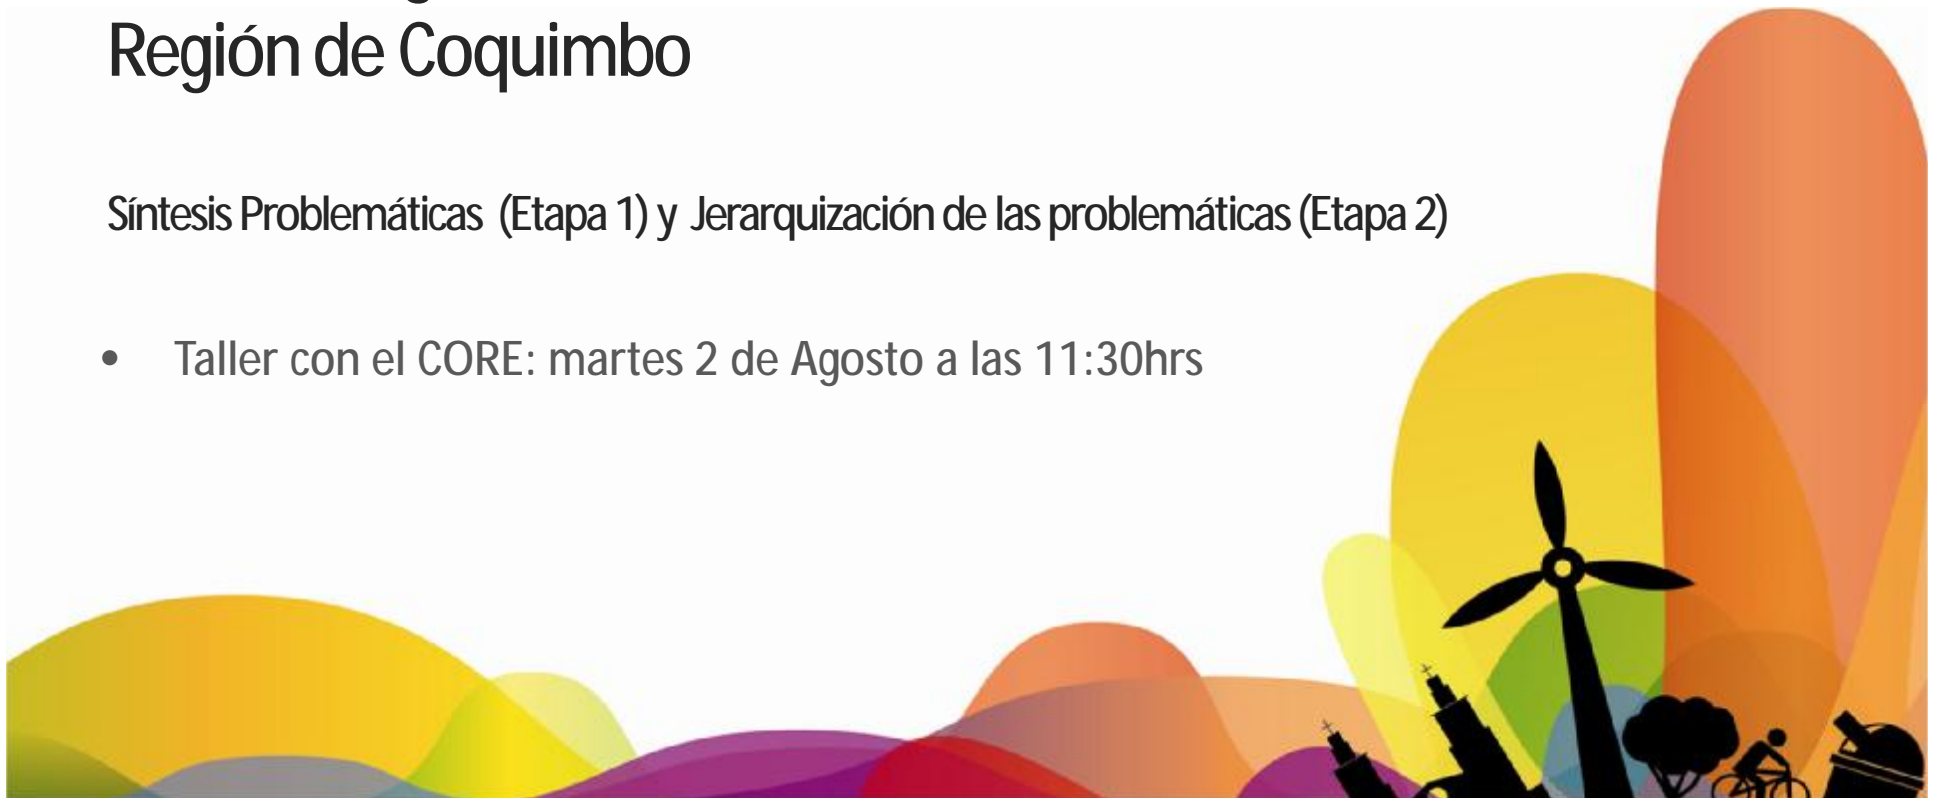 Región de Coquimbo
Síntesis Problemáticas (Etapa 1) y Jerarquización de las problemáticas (Etapa 2)
• Taller con el CORE: martes 2 de Agosto a las 11:30hrs